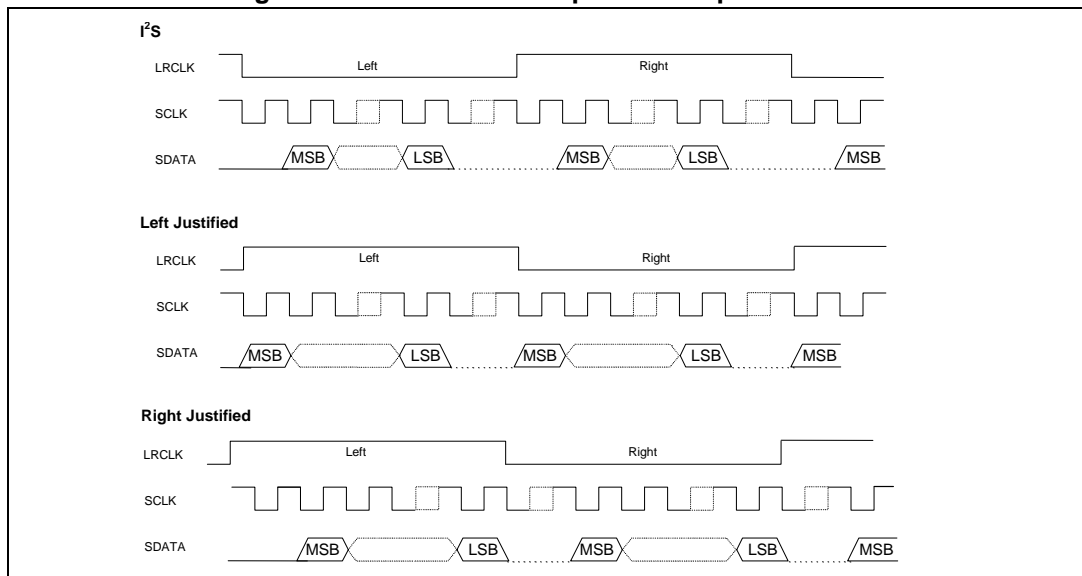 I²S
LRCLK Left Right
SCLK
SDATA MSB LSB MSB LSB MSB
Left Justified
LRCLK Left Right
SCLK
SDATA MSB LSB MSB LSB MSB
Right Justified
LRCLK Left Right
SCLK
SDATA MSB LSB MSB LSB MSB